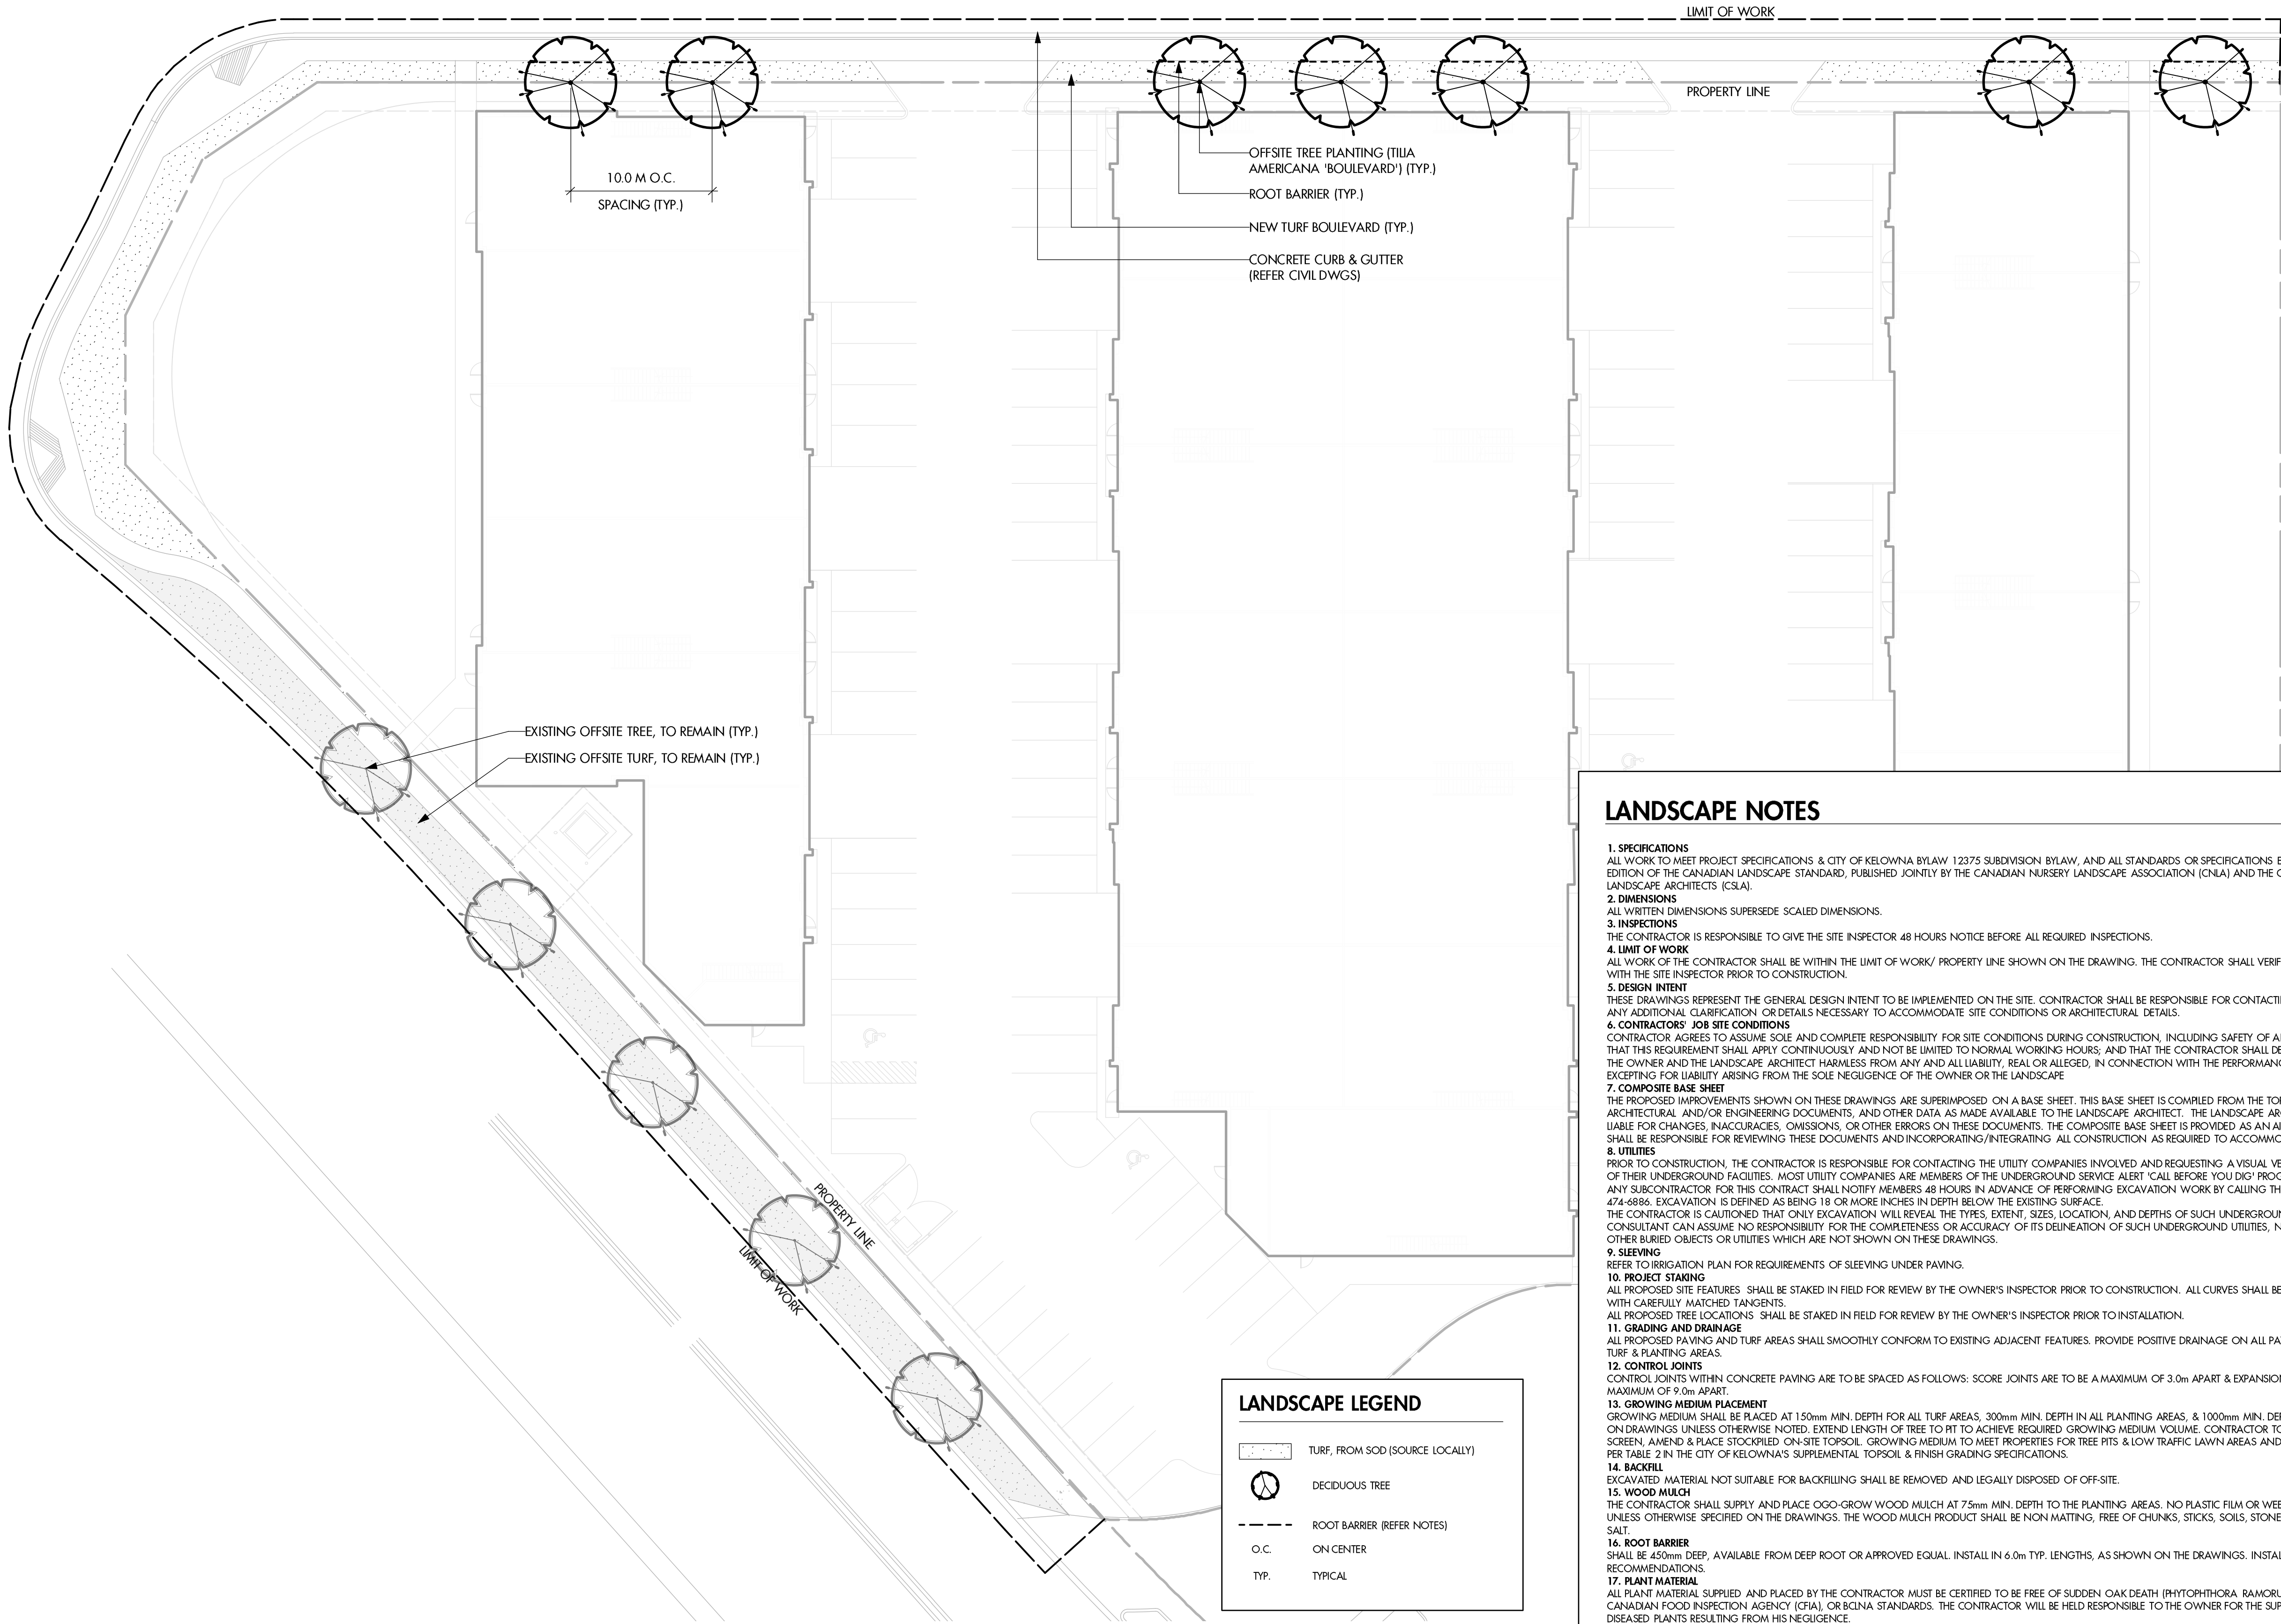 LIMIT OF WORK
PROPERTY LINE
OFFSITE TREE PLANTING (TILIA
AMERICANA 'BOULEVARD') (TYP.)
10.0 M O.C.
SPACING (TYP.)
ROOT BARRIER (TYP.)
NEW TURF BOULEVARD (TYP.)
CONCRETE CURB & GUTTER
(REFER CIVIL DWGS)
EXISTING OFFSITE TREE, TO REMAIN (TYP.)
EXISTING OFFSITE TURF, TO REMAIN (TYP.)
PROPERTY LINE
LIMIT OF WORK
LANDSCAPE LEGEND
TURF, FROM SOD (SOURCE LOCALLY)
DECIDUOUS TREE
ROOT BARRIER (REFER NOTES)
O.C. ON CENTER
TYP. TYPICAL
LANDSCAPE NOTES
1. SPECIFICATIONS
ALL WORK TO MEET PROJECT SPECIFICATIONS & CITY OF KELOWNA BYLAW 12375 SUBDIVISION BYLAW, AND ALL STANDARDS OR SPECIFICATIONS
EDITION OF THE CANADIAN LANDSCAPE STANDARD, PUBLISHED JOINTLY BY THE CANADIAN NURSERY LANDSCAPE ASSOCIATION (CNLA) AND THE
LANDSCAPE ARCHITECTS (CSLA).
2. DIMENSIONS
ALL WRITTEN DIMENSIONS SUPERSEDE SCALED DIMENSIONS.
3. INSPECTIONS
THE CONTRACTOR IS RESPONSIBLE TO GIVE THE SITE INSPECTOR 48 HOURS NOTICE BEFORE ALL REQUIRED INSPECTIONS.
4. LIMIT OF WORK
ALL WORK OF THE CONTRACTOR SHALL BE WITHIN THE LIMIT OF WORK/ PROPERTY LINE SHOWN ON THE DRAWING. THE CONTRACTOR SHALL VERIF
WITH THE SITE INSPECTOR PRIOR TO CONSTRUCTION.
5. DESIGN INTENT
THESE DRAWINGS REPRESENT THE GENERAL DESIGN INTENT TO BE IMPLEMENTED ON THE SITE. CONTRACTOR SHALL BE RESPONSIBLE FOR CONTACTI
ANY ADDITIONAL CLARIFICATION OR DETAILS NECESSARY TO ACCOMMODATE SITE CONDITIONS OR ARCHITECTURAL DETAILS.
6. CONTRACTORS' JOB SITE CONDITIONS
CONTRACTOR AGREES TO ASSUME SOLE AND COMPLETE RESPONSIBILITY FOR SITE CONDITIONS DURING CONSTRUCTION, INCLUDING SAFETY OF
THAT THIS REQUIREMENT SHALL APPLY CONTINUOUSLY AND NOT BE LIMITED TO NORMAL WORKING HOURS; AND THAT THE CONTRACTOR SHALL DE
THE OWNER AND THE LANDSCAPE ARCHITECT HARMLESS FROM ANY AND ALL LIABILITY, REAL OR ALLEGED, IN CONNECTION WITH THE PERFORMANC
EXCEPTING FOR LIABILITY ARISING FROM THE SOLE NEGLIGENCE OF THE OWNER OR THE LANDSCAPE
7. COMPOSITE BASE SHEET
THE PROPOSED IMPROVEMENTS SHOWN ON THESE DRAWINGS ARE SUPERIMPOSED ON A BASE SHEET. THIS BASE SHEET IS COMPILED FROM THE TO
ARCHITECTURAL AND/OR ENGINEERING DOCUMENTS, AND OTHER DATA AS MADE AVAILABLE TO THE LANDSCAPE ARCHITECT. THE LANDSCAPE AR
LIABLE FOR CHANGES, INACCURACIES, OMISSIONS, OR OTHER ERRORS ON THESE DOCUMENTS. THE COMPOSITE BASE SHEET IS PROVIDED AS AN AI
SHALL BE RESPONSIBLE FOR REVIEWING THESE DOCUMENTS AND INCORPORATING/INTEGRATING ALL CONSTRUCTION AS REQUIRED TO ACCOMMO
8. UTILITIES
PRIOR TO CONSTRUCTION, THE CONTRACTOR IS RESPONSIBLE FOR CONTACTING THE UTILITY COMPANIES INVOLVED AND REQUESTING A VISUAL VE
OF THEIR UNDERGROUND FACILITIES. MOST UTILITY COMPANIES ARE MEMBERS OF THE UNDERGROUND SERVICE ALERT 'CALL BEFORE YOU DIG' PROG
ANY SUBCONTRACTOR FOR THIS CONTRACT SHALL NOTIFY MEMBERS 48 HOURS IN ADVANCE OF PERFORMING EXCAVATION WORK BY CALLING TH
474-6886. EXCAVATION IS DEFINED AS BEING 18 OR MORE INCHES IN DEPTH BELOW THE EXISTING SURFACE.
THE CONTRACTOR IS CAUTIONED THAT ONLY EXCAVATION WILL REVEAL THE TYPES, EXTENT, SIZES, LOCATION, AND DEPTHS OF SUCH UNDERGROUN
CONSULTANT CAN ASSUME NO RESPONSIBILITY FOR THE COMPLETENESS OR ACCURACY OF ITS DELINEATION OF SUCH UNDERGROUND UTILITIES, N
OTHER BURIED OBJECTS OR UTILITIES WHICH ARE NOT SHOWN ON THESE DRAWINGS.
9. SLEEVING
REFER TO IRRIGATION PLAN FOR REQUIREMENTS OF SLEEVING UNDER PAVING.
10. PROJECT STAKING
ALL PROPOSED SITE FEATURES SHALL BE STAKED IN FIELD FOR REVIEW BY THE OWNER'S INSPECTOR PRIOR TO CONSTRUCTION. ALL CURVES SHALL BE
WITH CAREFULLY MATCHED TANGENTS.
ALL PROPOSED TREE LOCATIONS SHALL BE STAKED IN FIELD FOR REVIEW BY THE OWNER'S INSPECTOR PRIOR TO INSTALLATION.
11. GRADING AND DRAINAGE
ALL PROPOSED PAVING AND TURF AREAS SHALL SMOOTHLY CONFORM TO EXISTING ADJACENT FEATURES. PROVIDE POSITIVE DRAINAGE ON ALL PA
TURF & PLANTING AREAS.
12. CONTROL JOINTS
CONTROL JOINTS WITHIN CONCRETE PAVING ARE TO BE SPACED AS FOLLOWS: SCORE JOINTS ARE TO BE A MAXIMUM OF 3.0m APART & EXPANSION
MAXIMUM OF 9.0m APART.
13. GROWING MEDIUM PLACEMENT
GROWING MEDIUM SHALL BE PLACED AT 150mm MIN. DEPTH FOR ALL TURF AREAS, 300mm MIN. DEPTH IN ALL PLANTING AREAS, & 1000mm MIN. DE
ON DRAWINGS UNLESS OTHERWISE NOTED. EXTEND LENGTH OF TREE TO PIT TO ACHIEVE REQUIRED GROWING MEDIUM VOLUME. CONTRACTOR TO
SCREEN, AMEND & PLACE STOCKPILED ON-SITE TOPSOIL. GROWING MEDIUM TO MEET PROPERTIES FOR TREE PITS & LOW TRAFFIC LAWN AREAS AND
PER TABLE 2 IN THE CITY OF KELOWNA'S SUPPLEMENTAL TOPSOIL & FINISH GRADING SPECIFICATIONS.
14. BACKFILL
EXCAVATED MATERIAL NOT SUITABLE FOR BACKFILLING SHALL BE REMOVED AND LEGALLY DISPOSED OF OFF-SITE.
15. WOOD MULCH
THE CONTRACTOR SHALL SUPPLY AND PLACE OGO-GROW WOOD MULCH AT 75mm MIN. DEPTH TO THE PLANTING AREAS. NO PLASTIC FILM OR WEE
UNLESS OTHERWISE SPECIFIED ON THE DRAWINGS. THE WOOD MULCH PRODUCT SHALL BE NON MATTING, FREE OF CHUNKS, STICKS, SOILS, STONE
SALT.
16. ROOT BARRIER
SHALL BE 450mm DEEP, AVAILABLE FROM DEEP ROOT OR APPROVED EQUAL. INSTALL IN 6.0m TYP. LENGTHS, AS SHOWN ON THE DRAWINGS. INSTAL
RECOMMENDATIONS.
17. PLANT MATERIAL
ALL PLANT MATERIAL SUPPLIED AND PLACED BY THE CONTRACTOR MUST BE CERTIFIED TO BE FREE OF SUDDEN OAK DEATH (PHYTOPHTHORA RAMORU
CANADIAN FOOD INSPECTION AGENCY (CFIA), OR BCLNA STANDARDS. THE CONTRACTOR WILL BE HELD RESPONSIBLE TO THE OWNER FOR THE SUP
DISEASED PLANTS RESULTING FROM HIS NEGLIGENCE.